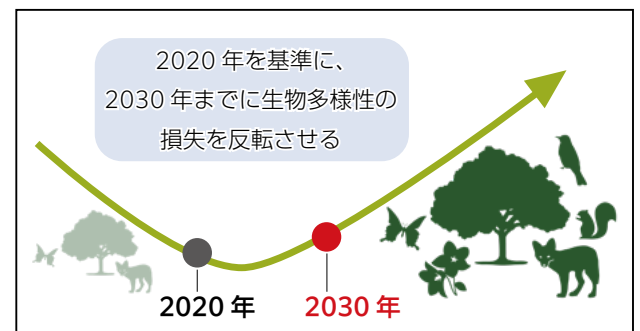 2020 年を基準に、
2030 年までに生物多様性の
損失を反転させる
2020 年
2030 年